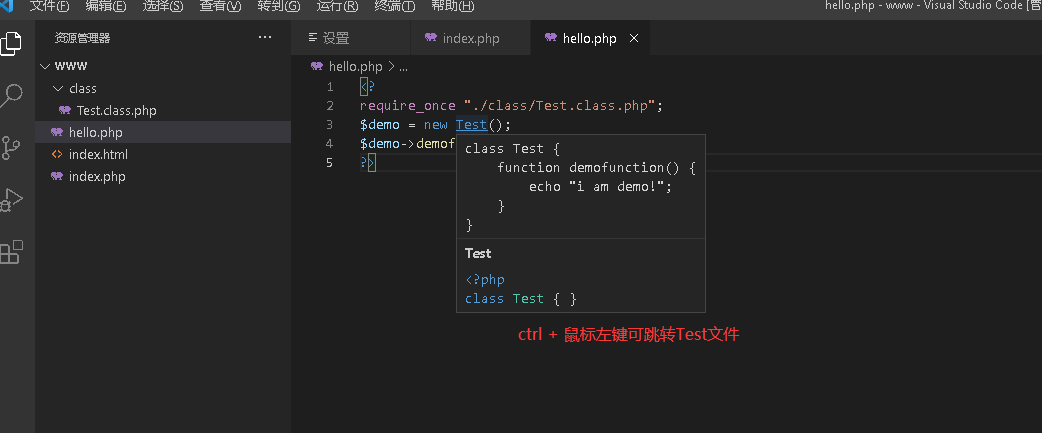 文件(F) 编辑(E) 选择(S) 查看(V) 转到(G) 运行(R) 终端(T) 帮助(H) hello.php - www - Visual Studio Code [管
资源管理器 ...
WWW
class
Test.class.php
hello.php
index.html
index.php
设置 index.php hello.php ×
hello.php > ...
1 <?
2 require_once "./class/Test.class.php";
3 $demo = new Test();
4 $demo->demof
5 ?>
class Test {
function demofunction() {
echo "i am demo!";
}
}
Test
<?php
class Test { }
ctrl + 鼠标左键可跳转Test文件